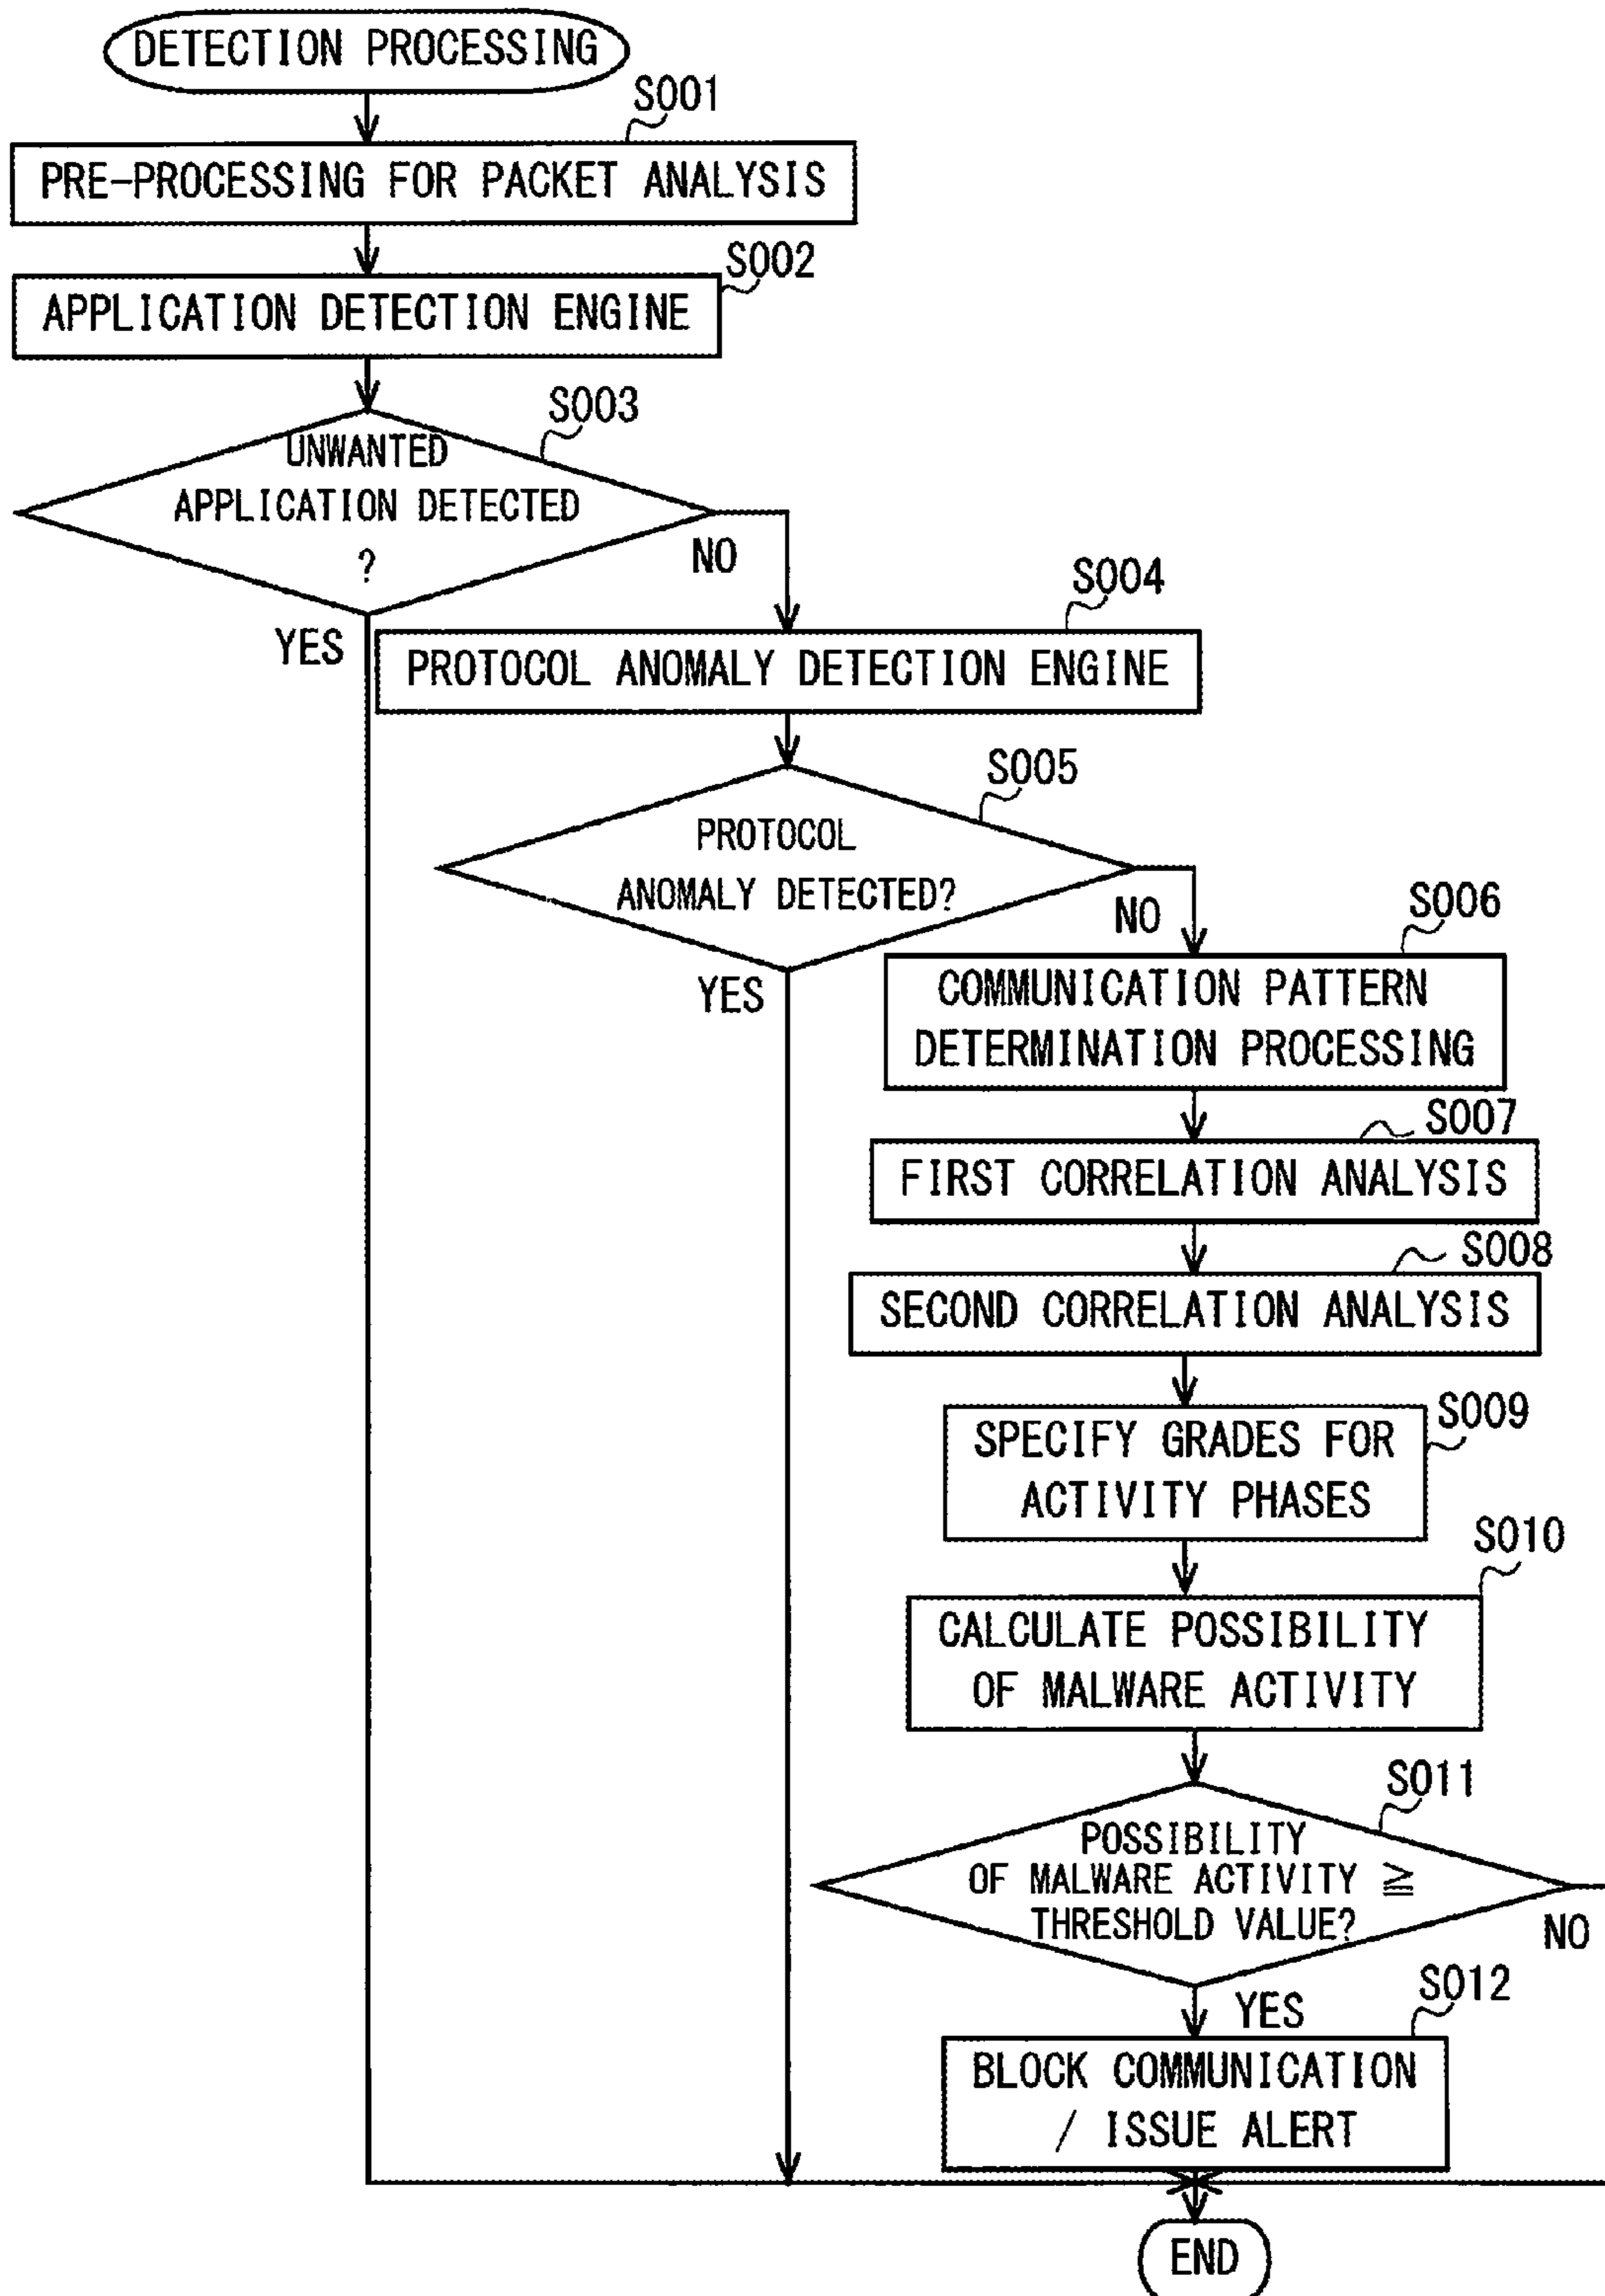 DETECTION PROCESSING
S001
PRE-PROCESSING FOR PACKET ANALYSIS
S002
APPLICATION DETECTION ENGINE
S003
UNWANTED
APPLICATION DETECTED
?
NO
YES
S004
PROTOCOL ANOMALY DETECTION ENGINE
S005
PROTOCOL
ANOMALY DETECTED?
NO
YES
S006
COMMUNICATION PATTERN
DETERMINATION PROCESSING
S007
FIRST CORRELATION ANALYSIS
S008
SECOND CORRELATION ANALYSIS
S009
SPECIFY GRADES FOR
ACTIVITY PHASES
S010
CALCULATE POSSIBILITY
OF MALWARE ACTIVITY
S011
POSSIBILITY
OF MALWARE ACTIVITY ≧
THRESHOLD VALUE?
NO
YES
S012
BLOCK COMMUNICATION
/ ISSUE ALERT
END